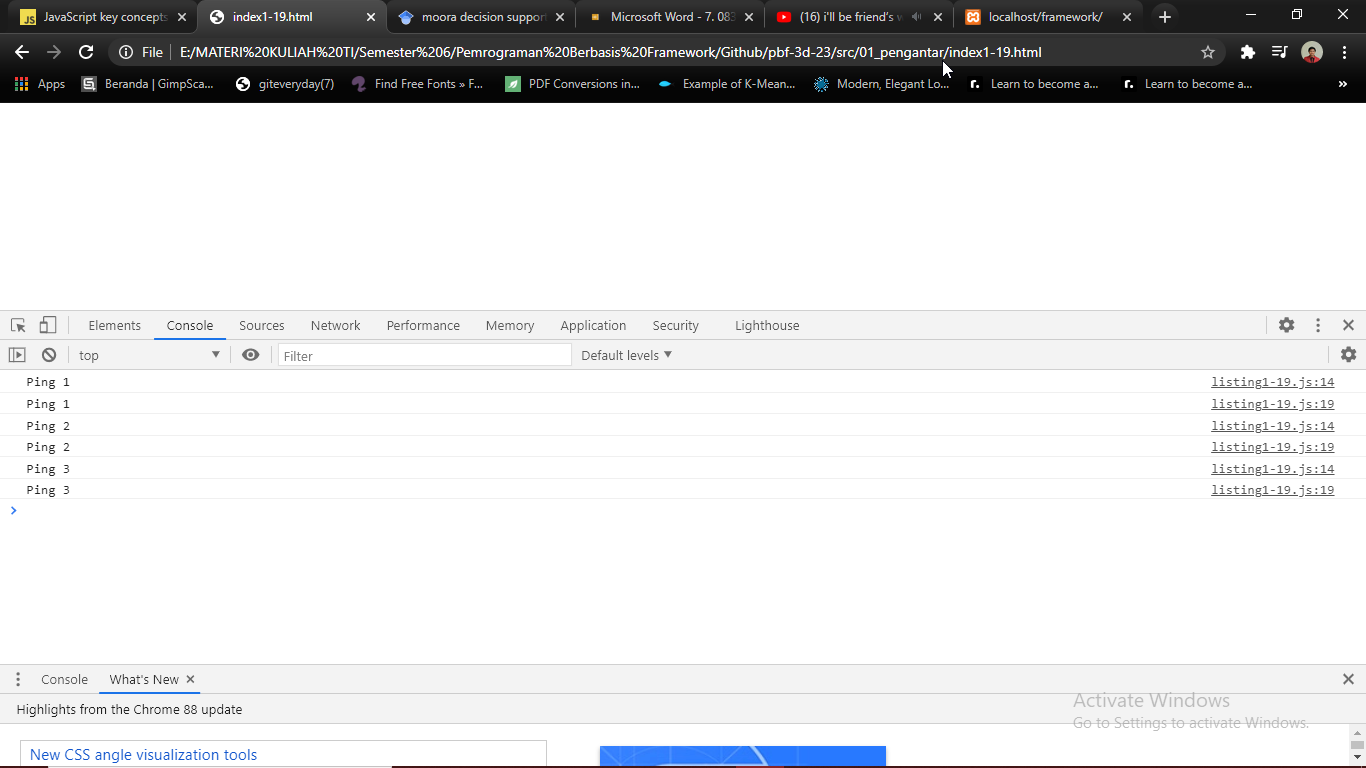 JavaScript key concepts
index1-19.html
moora decision support
Microsoft Word - 7. 083
(16) i'll be friend's
localhost/framework/
File
E:/MATERI%20KULIAH%20TI/Semester%206/Pemrograman%20Berbasis%20Framework/Github/pbf-3d-23/src/01_pengantar/index1-19.html
Apps
Beranda | GimpSca...
giteveryday(7)
Find Free Fonts » F...
PDF Conversions in...
Example of K-Mean...
Modern, Elegant Lo...
Learn to become a...
Learn to become a...
»
Elements
Console
Sources
Network
Performance
Memory
Application
Security
Lighthouse
top
Filter
Default levels
Ping 1 listing1-19.js:14
Ping 1 listing1-19.js:19
Ping 2 listing1-19.js:14
Ping 2 listing1-19.js:19
Ping 3 listing1-19.js:14
Ping 3 listing1-19.js:19
Console
What's New
Highlights from the Chrome 88 update
Activate Windows
Go to Settings to activate Windows.
New CSS angle visualization tools